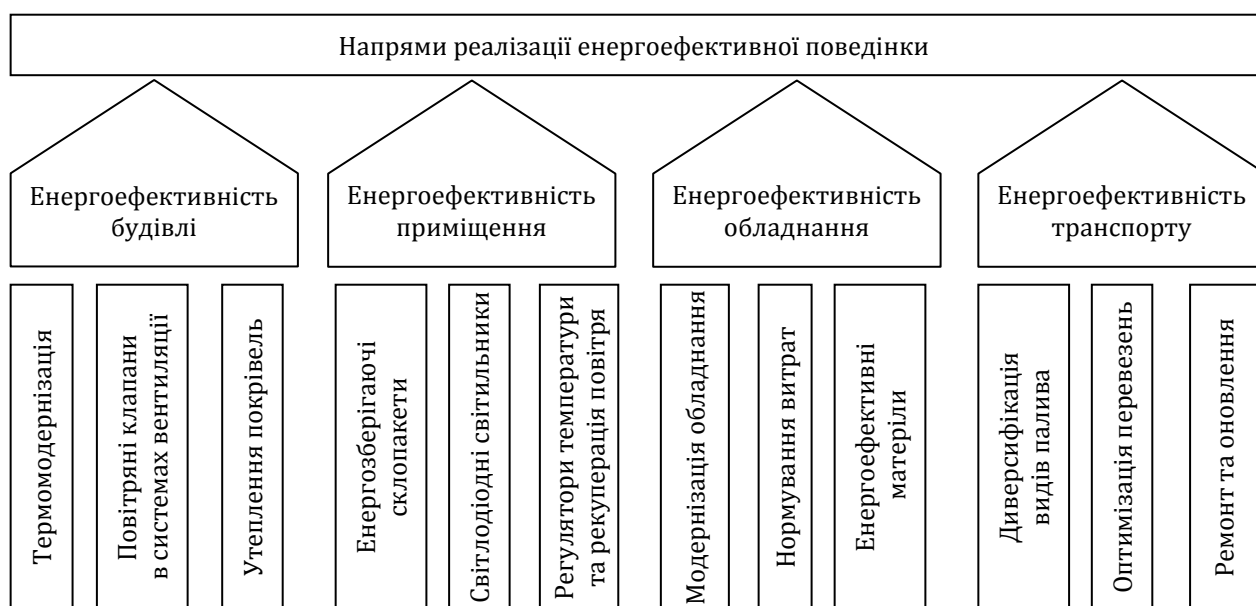 Напрями реалізації енергоефективної поведінки
Енергоефективність
будівлі
Енергоефективність
приміщення
Енергоефективність
обладнання
Енергоефективність
транспорту
Термомодернізація
Повітряні клапани
в системах вентиляції
Утеплення покрівель
Енергозберігаючі
склопакети
Світлодіодні світильники
Регулятори температури
та рекуперація повітря
Модернізація обладнання
Нормування витрат
Енергоефективні
матеріли
Диверсифікація
видів палива
Оптимізація перевезень
Ремонт та оновлення